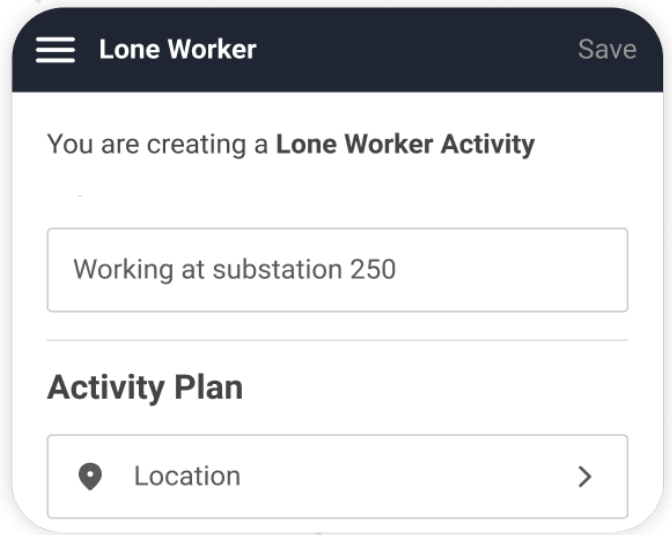 Lone Worker Save
You are creating a Lone Worker Activity
Working at substation 250
Activity Plan
Location